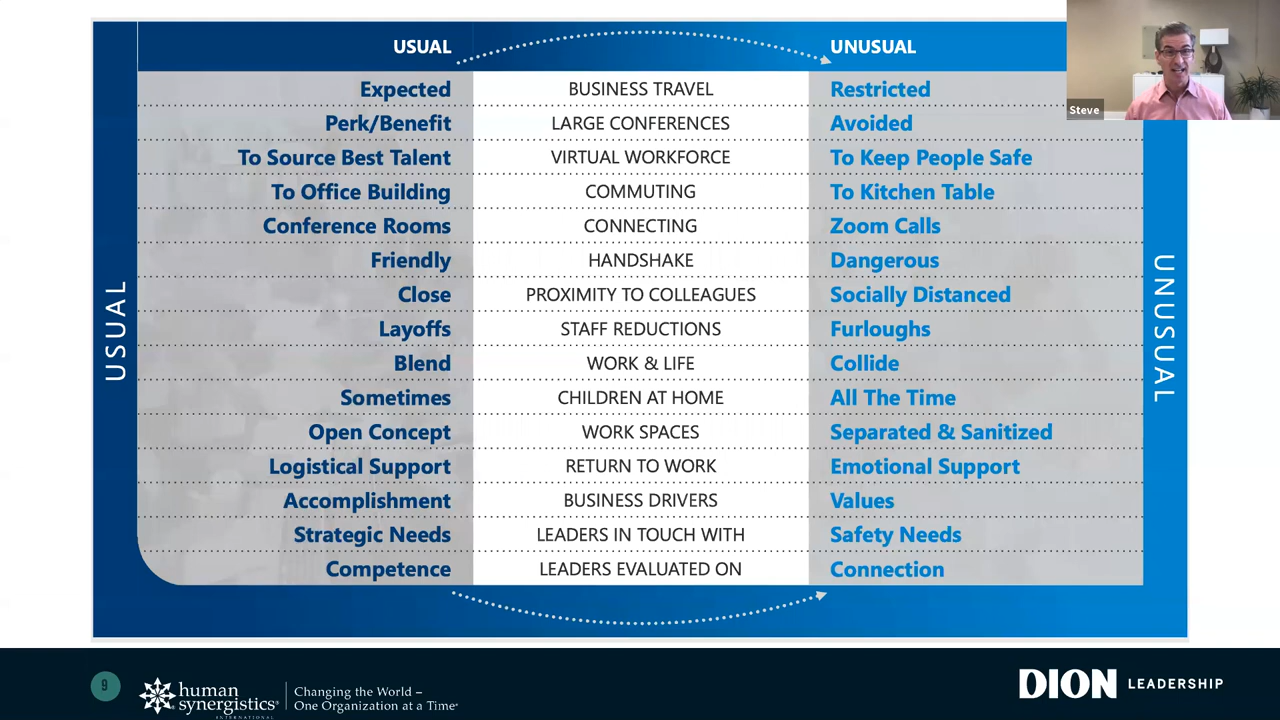 USUAL UNUSUAL
Steve
Expected BUSINESS TRAVEL Restricted
Perk/Benefit LARGE CONFERENCES Avoided
To Source Best Talent VIRTUAL WORKFORCE To Keep People Safe
To Office Building COMMUTING To Kitchen Table
Conference Rooms CONNECTING Zoom Calls
Friendly HANDSHAKE Dangerous
Close PROXIMITY TO COLLEAGUES Socially Distanced
Layoffs STAFF REDUCTIONS Furloughs
Blend WORK & LIFE Collide
Sometimes CHILDREN AT HOME All The Time
Open Concept WORK SPACES Separated & Sanitized
Logistical Support RETURN TO WORK Emotional Support
Accomplishment BUSINESS DRIVERS Values
Strategic Needs LEADERS IN TOUCH WITH Safety Needs
Competence LEADERS EVALUATED ON Connection
USUAL
UNUSUAL
9
human
synergistics®
INTERNATIONAL
Changing the World –
One Organization at a Time®
DION LEADERSHIP